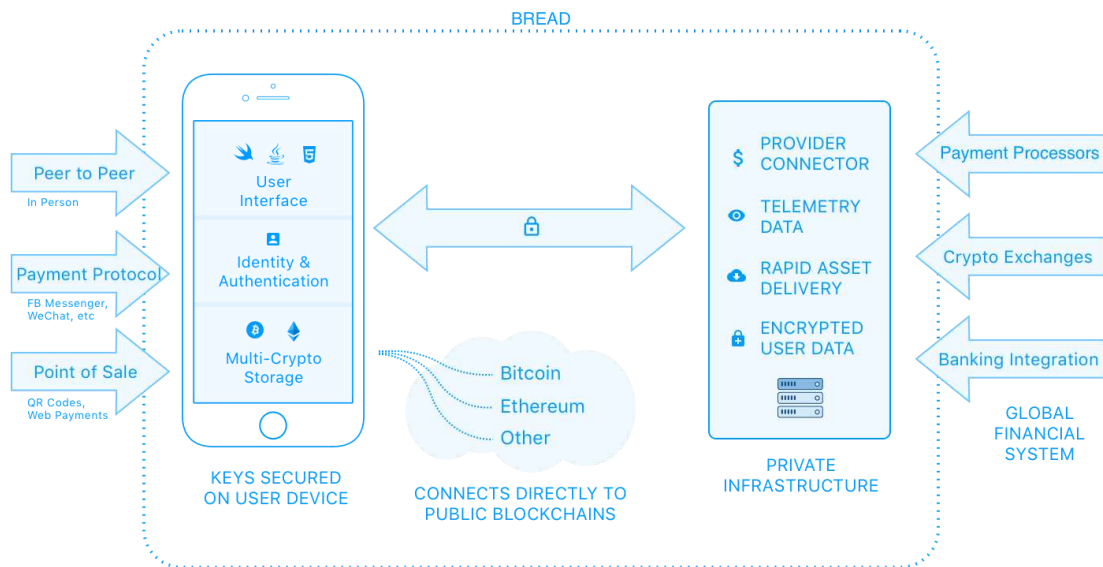 BREAD
Peer to Peer
In Person
Payment Protocol
FB Messenger,
WeChat, etc
Point of Sale
QR Codes,
Web Payments
User
Interface
Identity &
Authentication
Multi-Crypto
Storage
KEYS SECURED
ON USER DEVICE
Bitcoin
Ethereum
Other
CONNECTS DIRECTLY TO
PUBLIC BLOCKCHAINS
$ PROVIDER
CONNECTOR
TELEMETRY
DATA
RAPID ASSET
DELIVERY
ENCRYPTED
USER DATA
PRIVATE
INFRASTRUCTURE
Payment Processors
Crypto Exchanges
Banking Integration
GLOBAL
FINANCIAL
SYSTEM